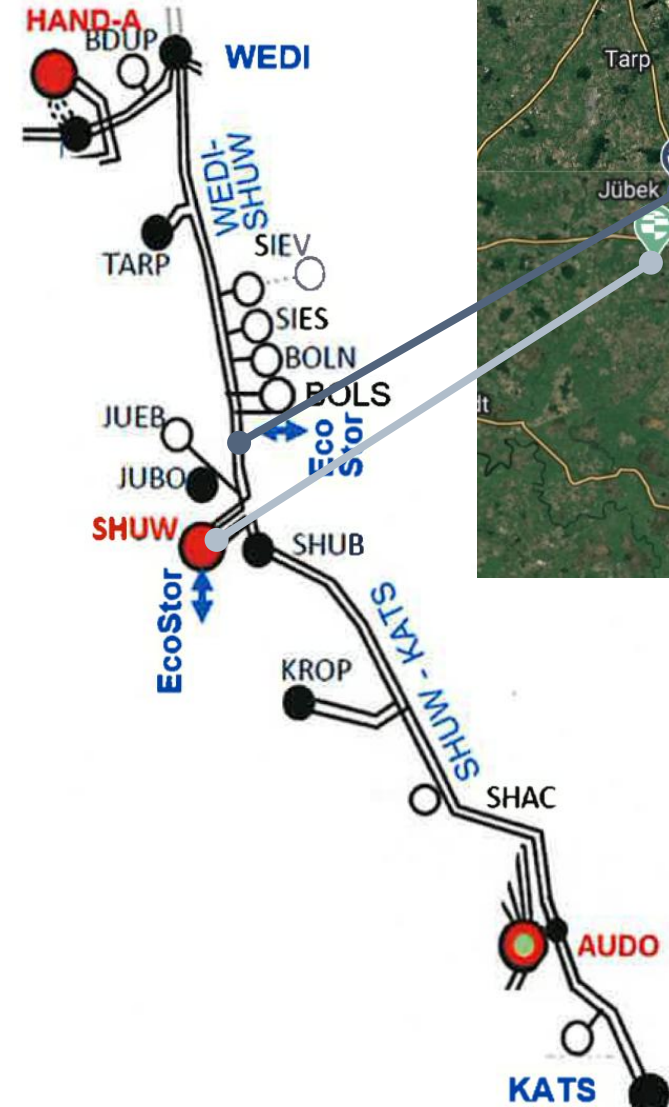 HAND-A
BDUP
WEDI
Tarp
WEDI-
SHUW
Jübek
TARP
SIEV
SIES
BOLN
BOLS
dt
JUEB
Eco
Stor
JUBO
SHUW
SHUB
EcoStor
SHUW - KATS
KROP
SHAC
AUDO
KATS